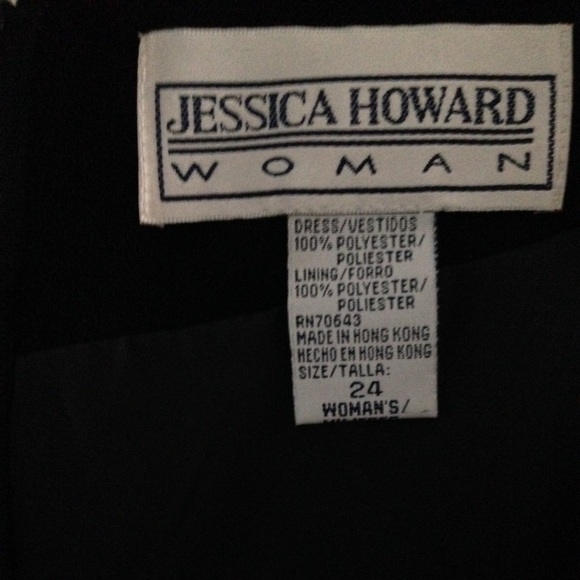 JESSICA HOWARD
WOMAN
DRESS/VESTIDOS
100% POLYESTER/
POLIESTER
LINING/FORRO
100% POLYESTER/
POLIESTER
RN70643
MADE IN HONG KONG
HECHO EN HONG KONG
SIZE/TALLA:
24
WOMAN'S/